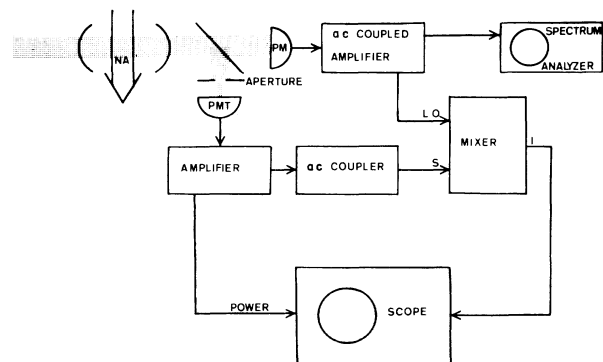 NA
PM
ac COUPLED
AMPLIFIER
SPECTRUM
ANALYZER
APERTURE
PMT
LO
AMPLIFIER
ac COUPLER
S
MIXER
I
POWER
SCOPE